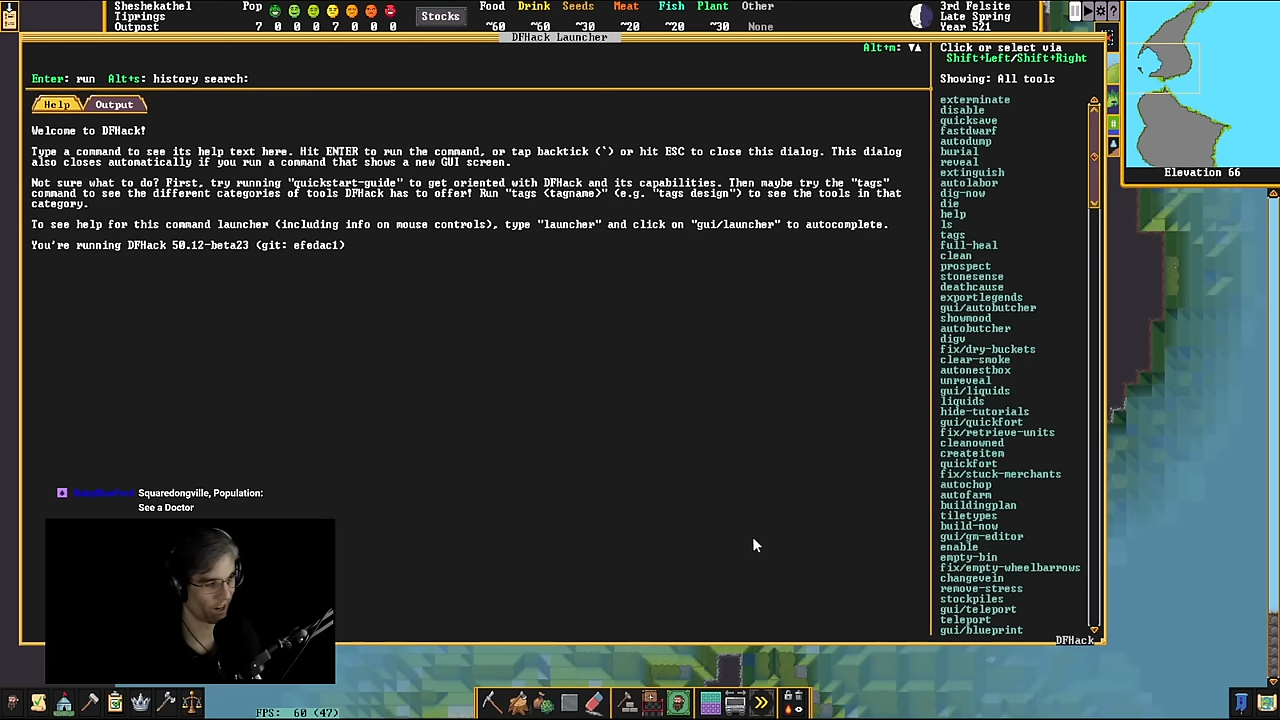 Sheshekathel
Tiprings
Outpost
Pop
7 0 0 0 7 0 0 0
Stocks
Food Drink Seeds Meat Fish Plant Other
~60 ~60 ~30 ~20 ~20 ~30 None
3rd Felsite
Late Spring
Year 521
DFHack Launcher
Alt+m:
Enter: run Alt+s: history search:
Help Output
Welcome to DFHack!
Type a command to see its help text here. Hit ENTER to run the command, or tap backtick (`) or hit ESC to close this dialog. This dialog
also closes automatically if you run a command that shows a new GUI screen.
Not sure what to do? First, try running "quickstart-guide" to get oriented with DFHack and its capabilities. Then maybe try the "tags"
command to see the different categories of tools DFHack has to offer! Run "tags (tagname)" (e.g. "tags design") to see the tools in that
category.
To see help for this command launcher (including info on mouse controls), type "launcher" and click on "gui/launcher" to autocomplete.
You're running DFHack 50.12-beta23 (git: efedac1)
Click or select via
Shift+Left/Shift+Right
Showing: All tools
exterminate
disable
quicksave
fastdwarf
autodump
burial
reveal
extinguish
autolabor
dig-now
die
help
ls
tags
full-heal
clean
prospect
stonesense
deathcause
exportlegends
gui/autobutcher
showmood
autobutcher
digv
fix/dry-buckets
clear-smoke
autonestbox
unreveal
gui/liquids
liquids
hide-tutorials
gui/quickfort
fix/retrieve-units
cleanowned
createitem
quickfort
fix/stuck-merchants
autochop
autofarm
buildingplan
tiletypes
build-now
gui/gm-editor
enable
empty-bin
fix/empty-wheelbarrows
changevein
remove-stress
stockpiles
gui/teleport
teleport
gui/blueprint
DFHack
Elevation 66
Squaredongville, Population:
See a Doctor
FPS: 60 (47)